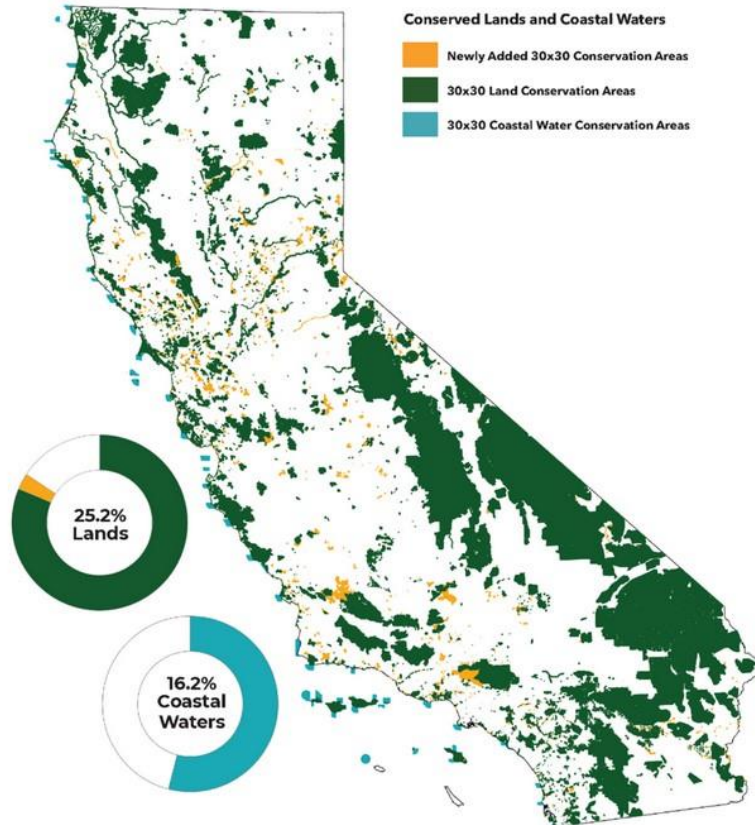 Conserved Lands and Coastal Waters
Newly Added 30x30 Conservation Areas
30x30 Land Conservation Areas
30x30 Coastal Water Conservation Areas
25.2%
Lands
16.2%
Coastal
Waters